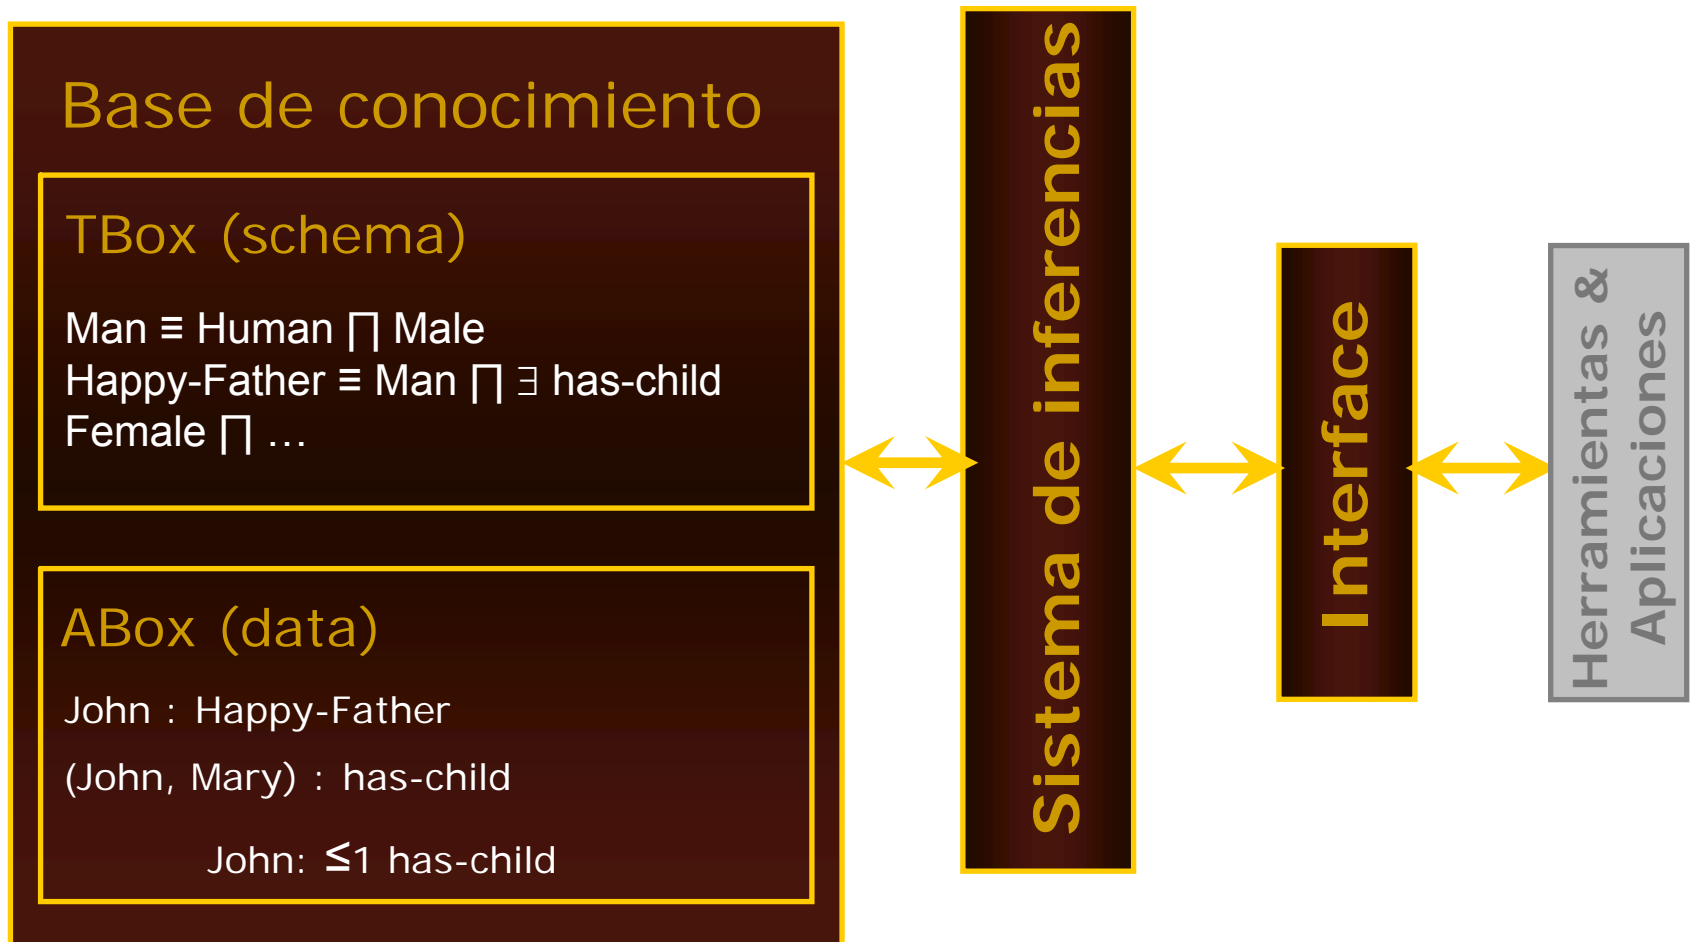 Base de conocimiento
TBox (schema)
Man ≡ Human ∏ Male
Happy-Father ≡ Man ∏ ∃ has-child
Female ∏ …
ABox (data)
John : Happy-Father
(John, Mary) : has-child
John: ≤1 has-child
Sistema de inferencias
Interface
Herramientas &
Aplicaciones